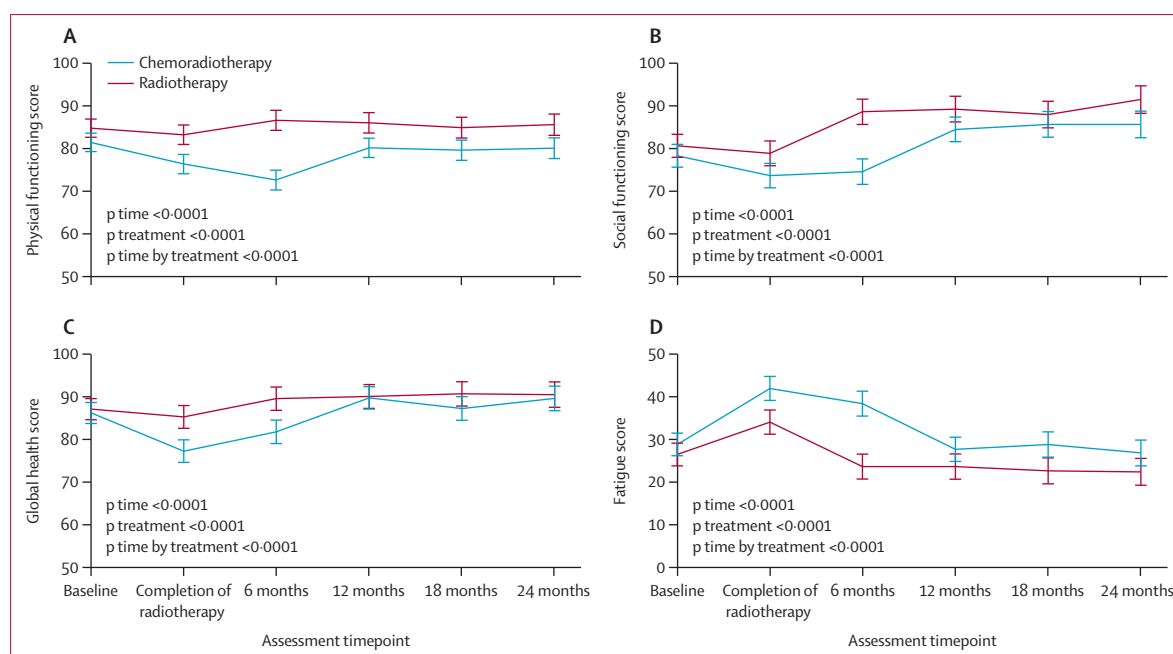 A
Chemoradiotherapy
Radiotherapy
Physical functioning score
100
90
80
70
60
50
p time <0·0001
p treatment <0·0001
p time by treatment <0·0001
B
Social functioning score
100
90
80
70
60
50
p time <0·0001
p treatment <0·0001
p time by treatment <0·0001
C
Global health score
100
90
80
70
60
50
p time <0·0001
p treatment <0·0001
p time by treatment <0·0001
Baseline
Completion of
radiotherapy
6 months
12 months
18 months
24 months
Assessment timepoint
D
Fatigue score
50
40
30
20
10
0
p time <0·0001
p treatment <0·0001
p time by treatment <0·0001
Baseline
Completion of
radiotherapy
6 months
12 months
18 months
24 months
Assessment timepoint